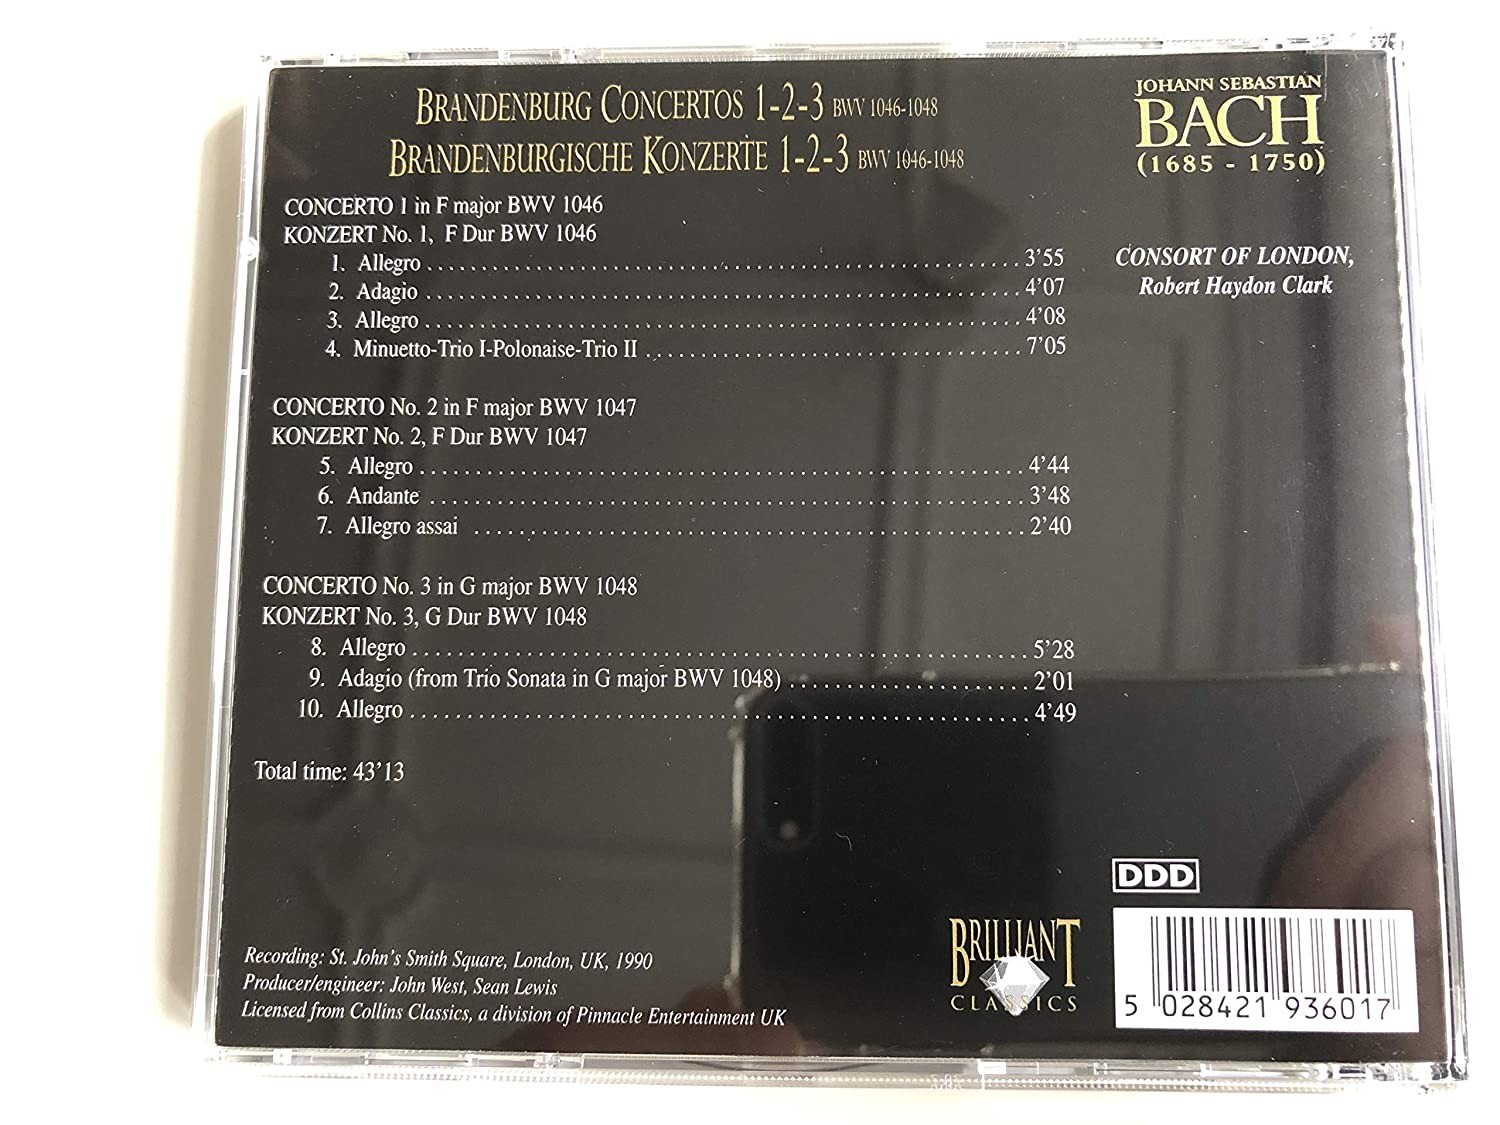 BRANDENBURG CONCERTOS 1-2-3 BWV 1046-1048
BRANDENBURGISCHE KONZERTE 1-2-3 BWV 1046-1048
JOHANN SEBASTIAN
BACH
(1685 - 1750)
CONSORT OF LONDON,
Robert Haydon Clark
CONCERTO 1 in F major BWV 1046
KONZERT No. 1, F Dur BWV 1046
1. Allegro 3'55
2. Adagio 4'07
3. Allegro 4'08
4. Minuetto-Trio I-Polonaise-Trio II 7'05
CONCERTO No. 2 in F major BWV 1047
KONZERT No. 2, F Dur BWV 1047
5. Allegro 4'44
6. Andante 3'48
7. Allegro assai 2'40
CONCERTO No. 3 in G major BWV 1048
KONZERT No. 3, G Dur BWV 1048
8. Allegro 5'28
9. Adagio (from Trio Sonata in G major BWV 1048) 2'01
10. Allegro 4'49
Total time: 43'13
Recording: St. John's Smith Square, London, UK, 1990
Producer/engineer: John West, Sean Lewis
Licensed from Collins Classics, a division of Pinnacle Entertainment UK
BRILLIANT
CLASSICS
DDD
5 028421 936017